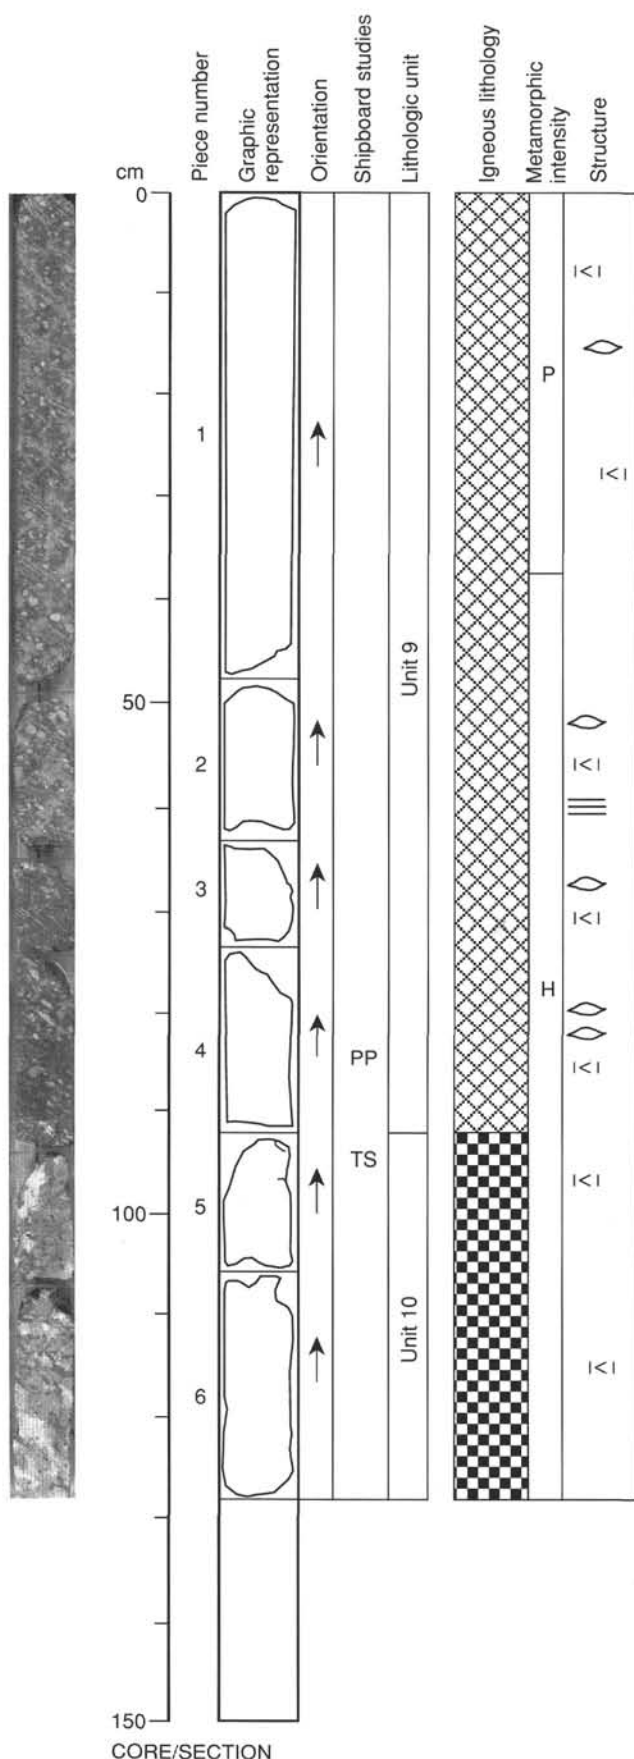 cm
Piece number
Graphic
representation
Orientation
Shipboard studies
Lithologic unit
Igneous lithology
Metamorphic
intensity
Structure
0
P
1
Unit 9
50
2
3
H
4
PP
TS
100
5
Unit 10
6
150
CORE/SECTION